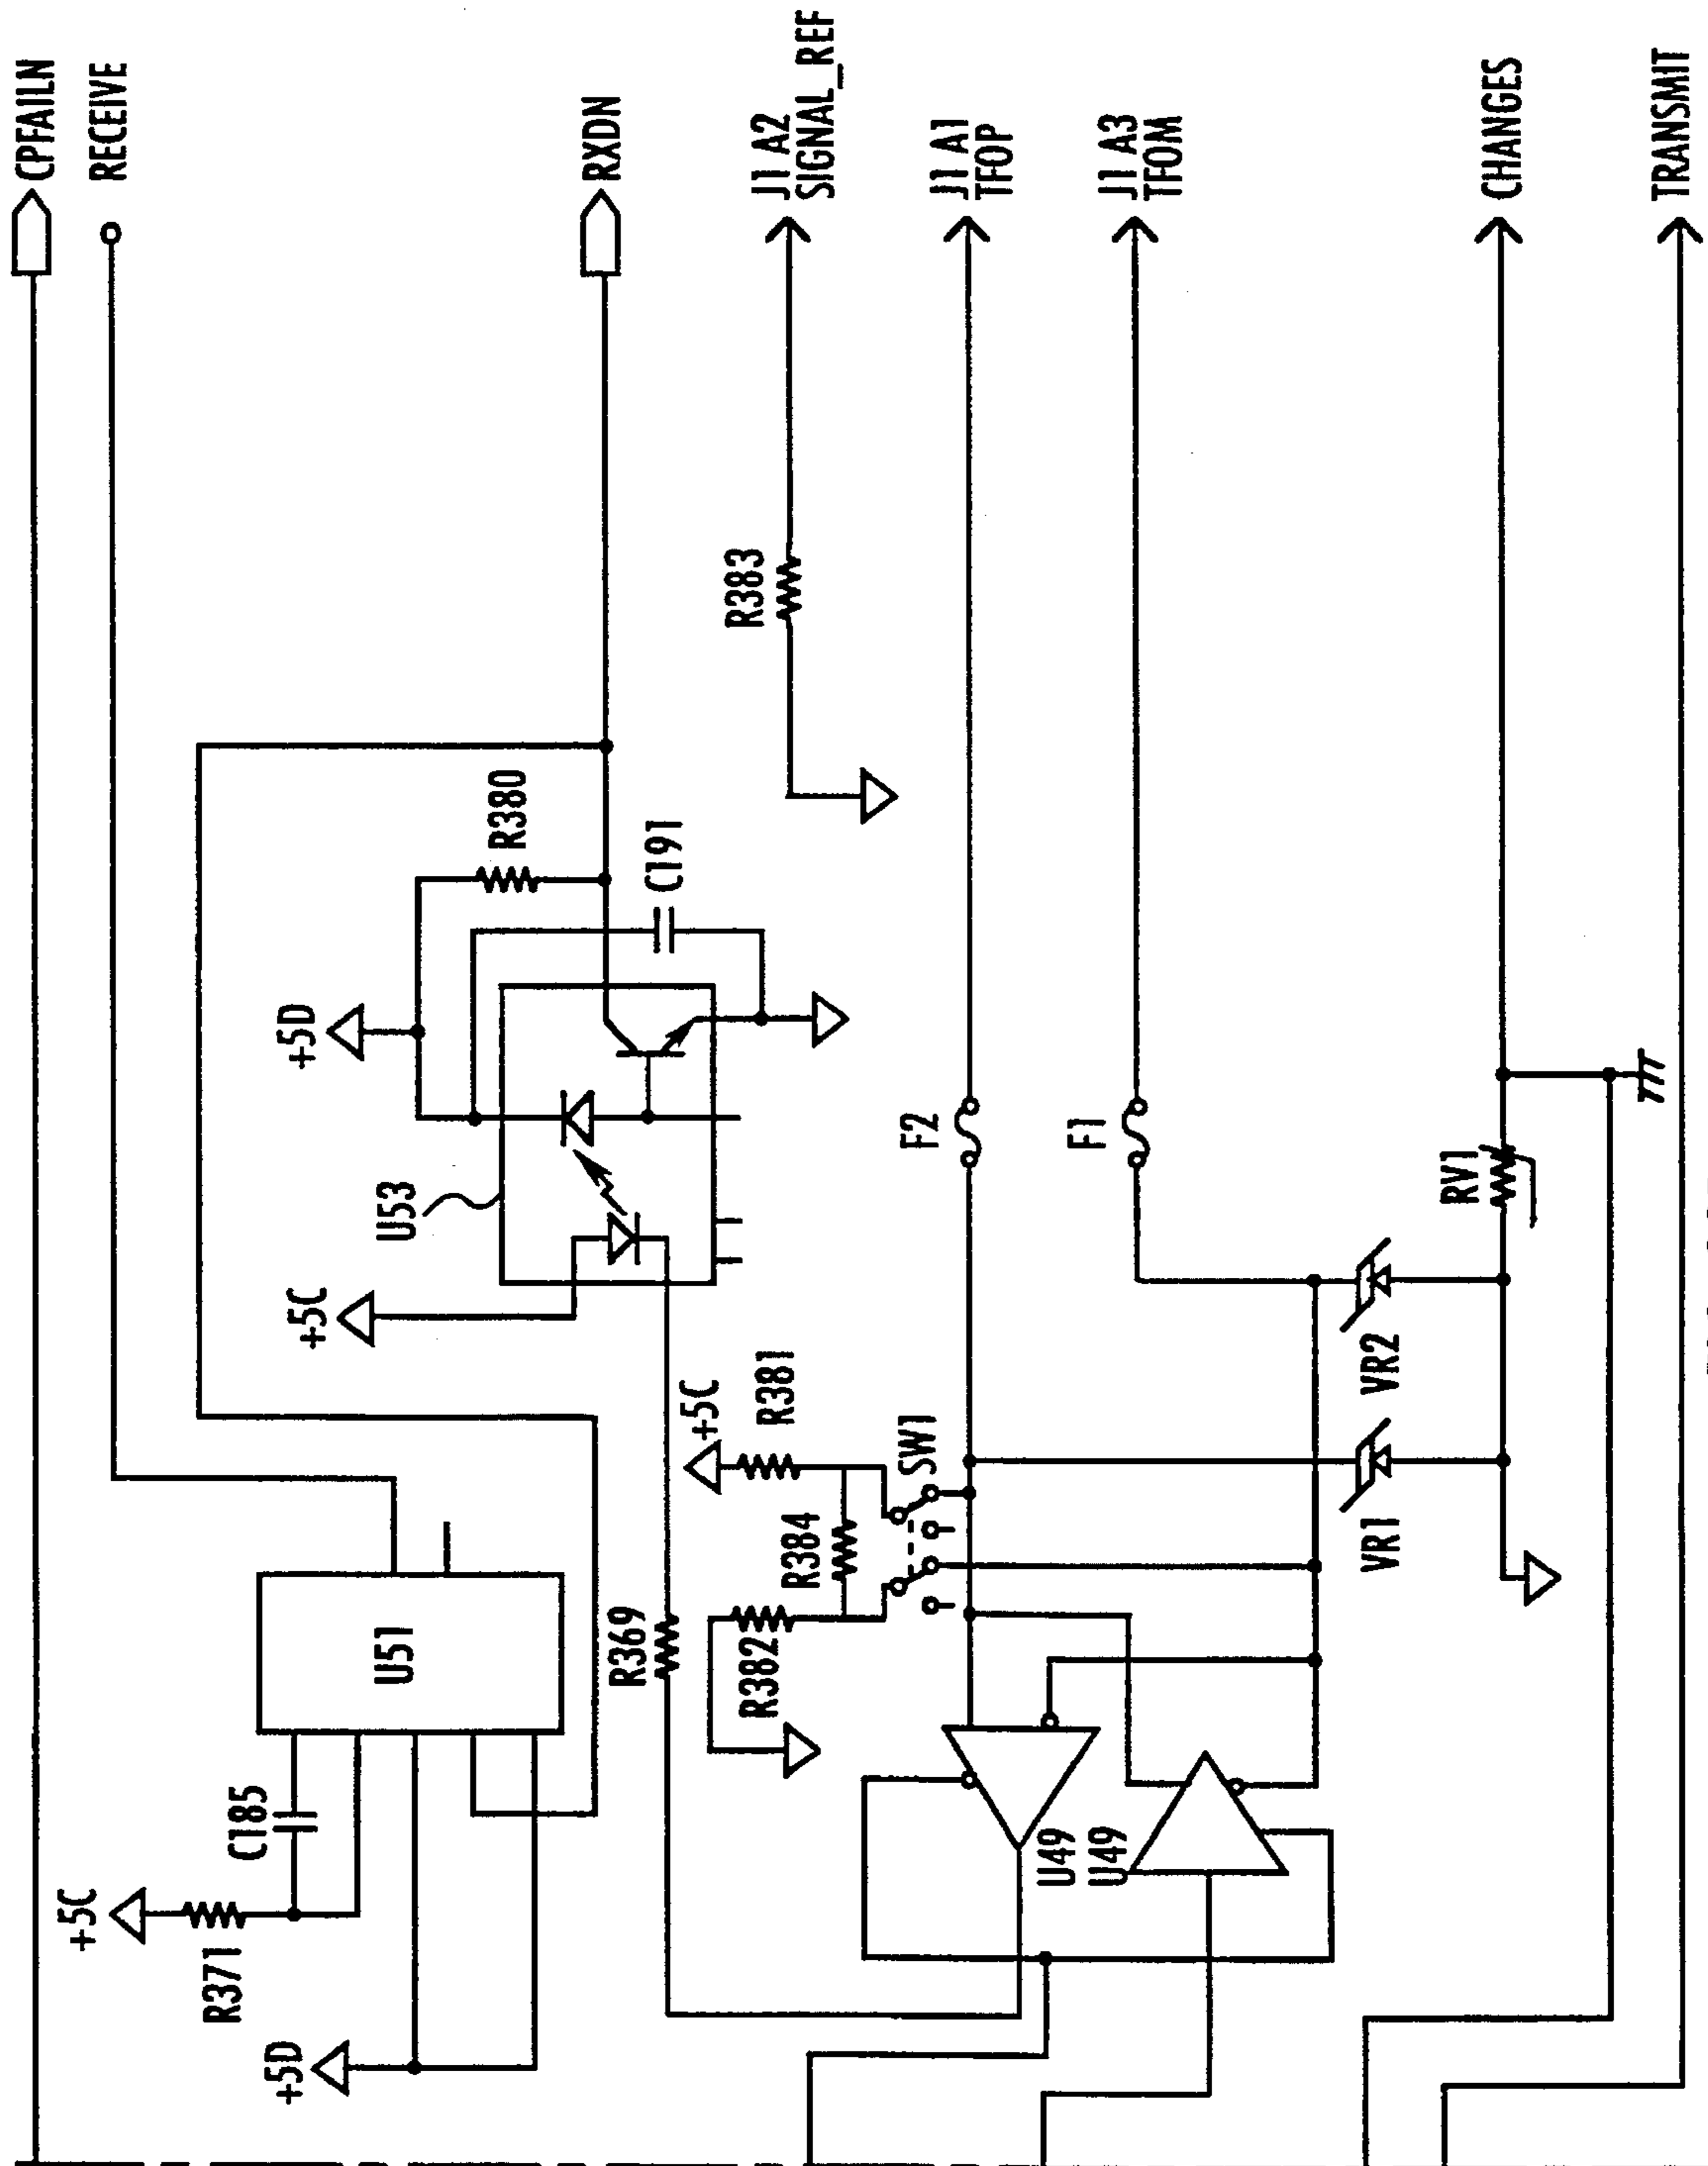 CPFAILN
RECEIVE
+5C
R371
C185
+5D
U51
+5D
R380
U53
+5C
C191
RXDN
R369
R383
J1 A2
SIGNAL_REF
+5C
R381
R384
R382
SW1
F2
J1 A1
TFOP
U49
U49
F1
J1 A3
TFOM
VR1
VR2
RV1
CHANGES
TRANSMIT